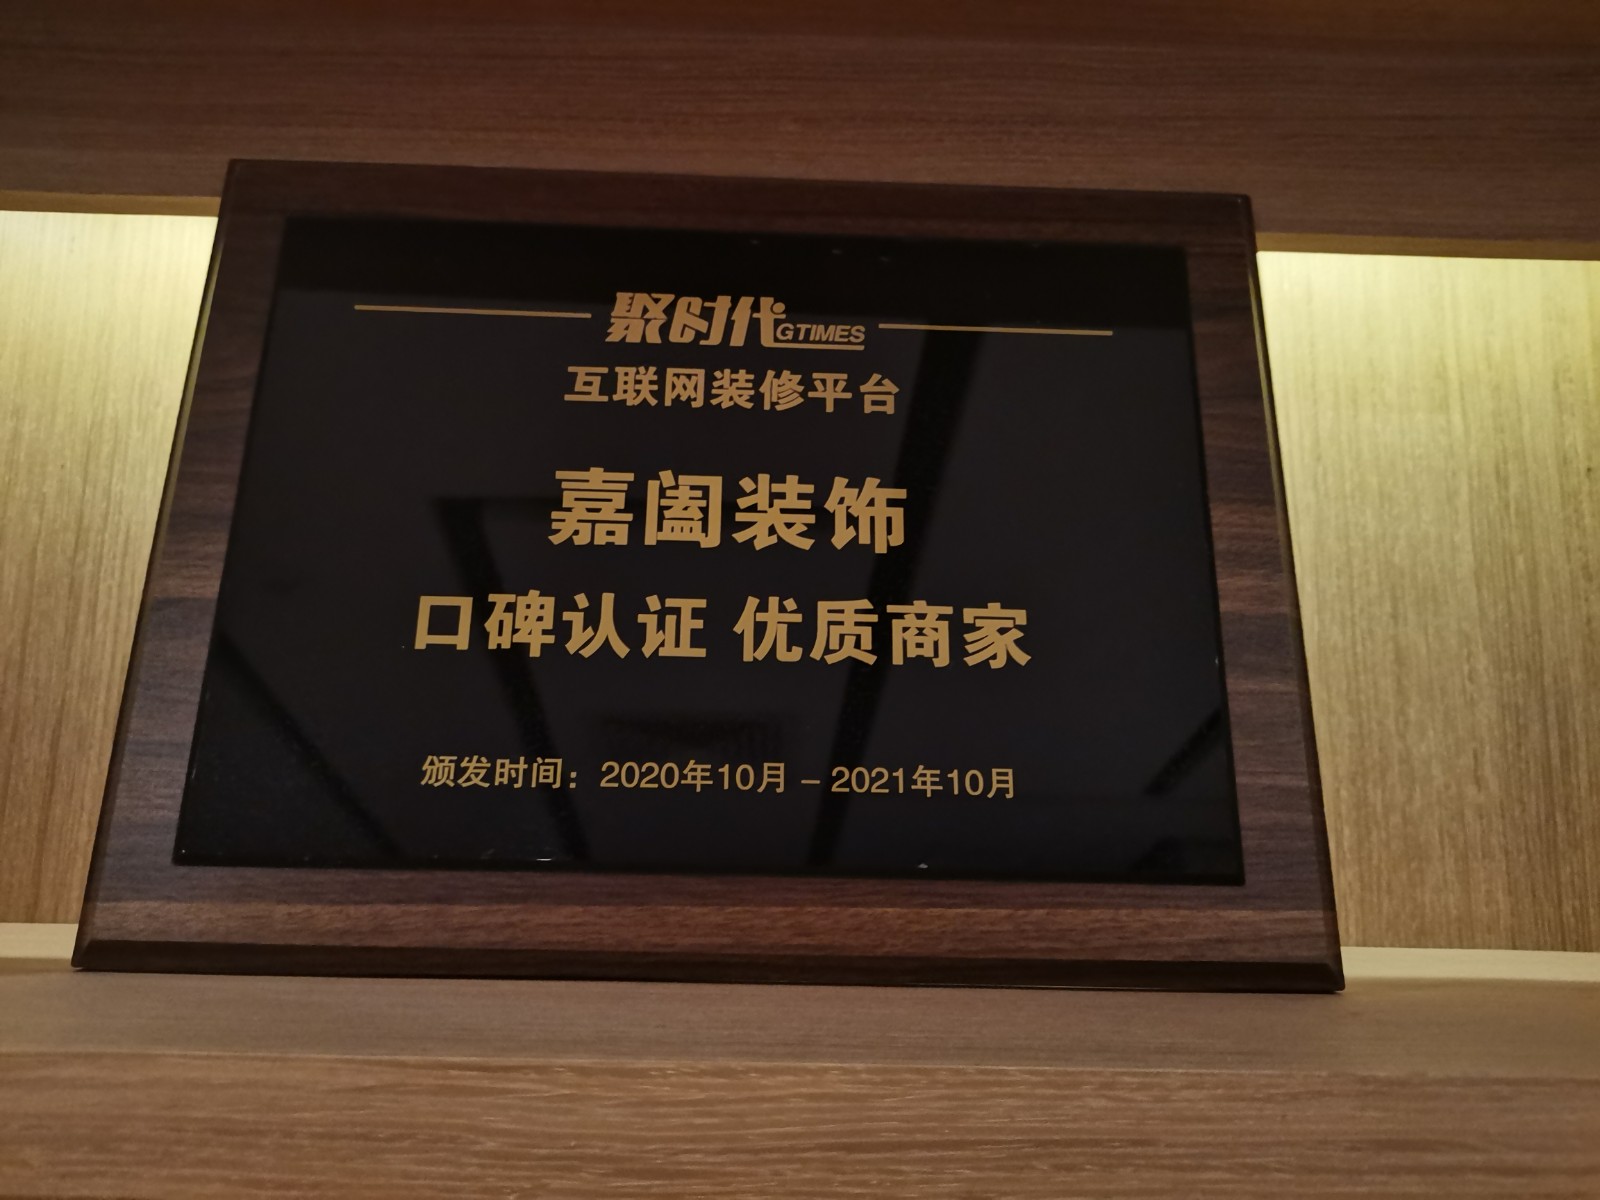 聚时代GTIMES
互联网装修平台
嘉阖装饰
口碑认证 优质商家
颁发时间：2020年10月 – 2021年10月